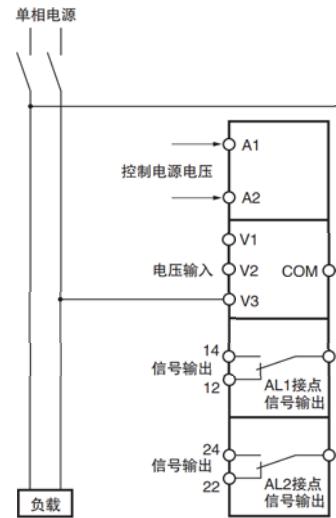 单相电源
A1
控制电源电压
A2
V1
电压输入 V2 COM
V3
14
信号输出 AL1接点
12 信号输出
24
信号输出 AL2接点
22 信号输出
负载